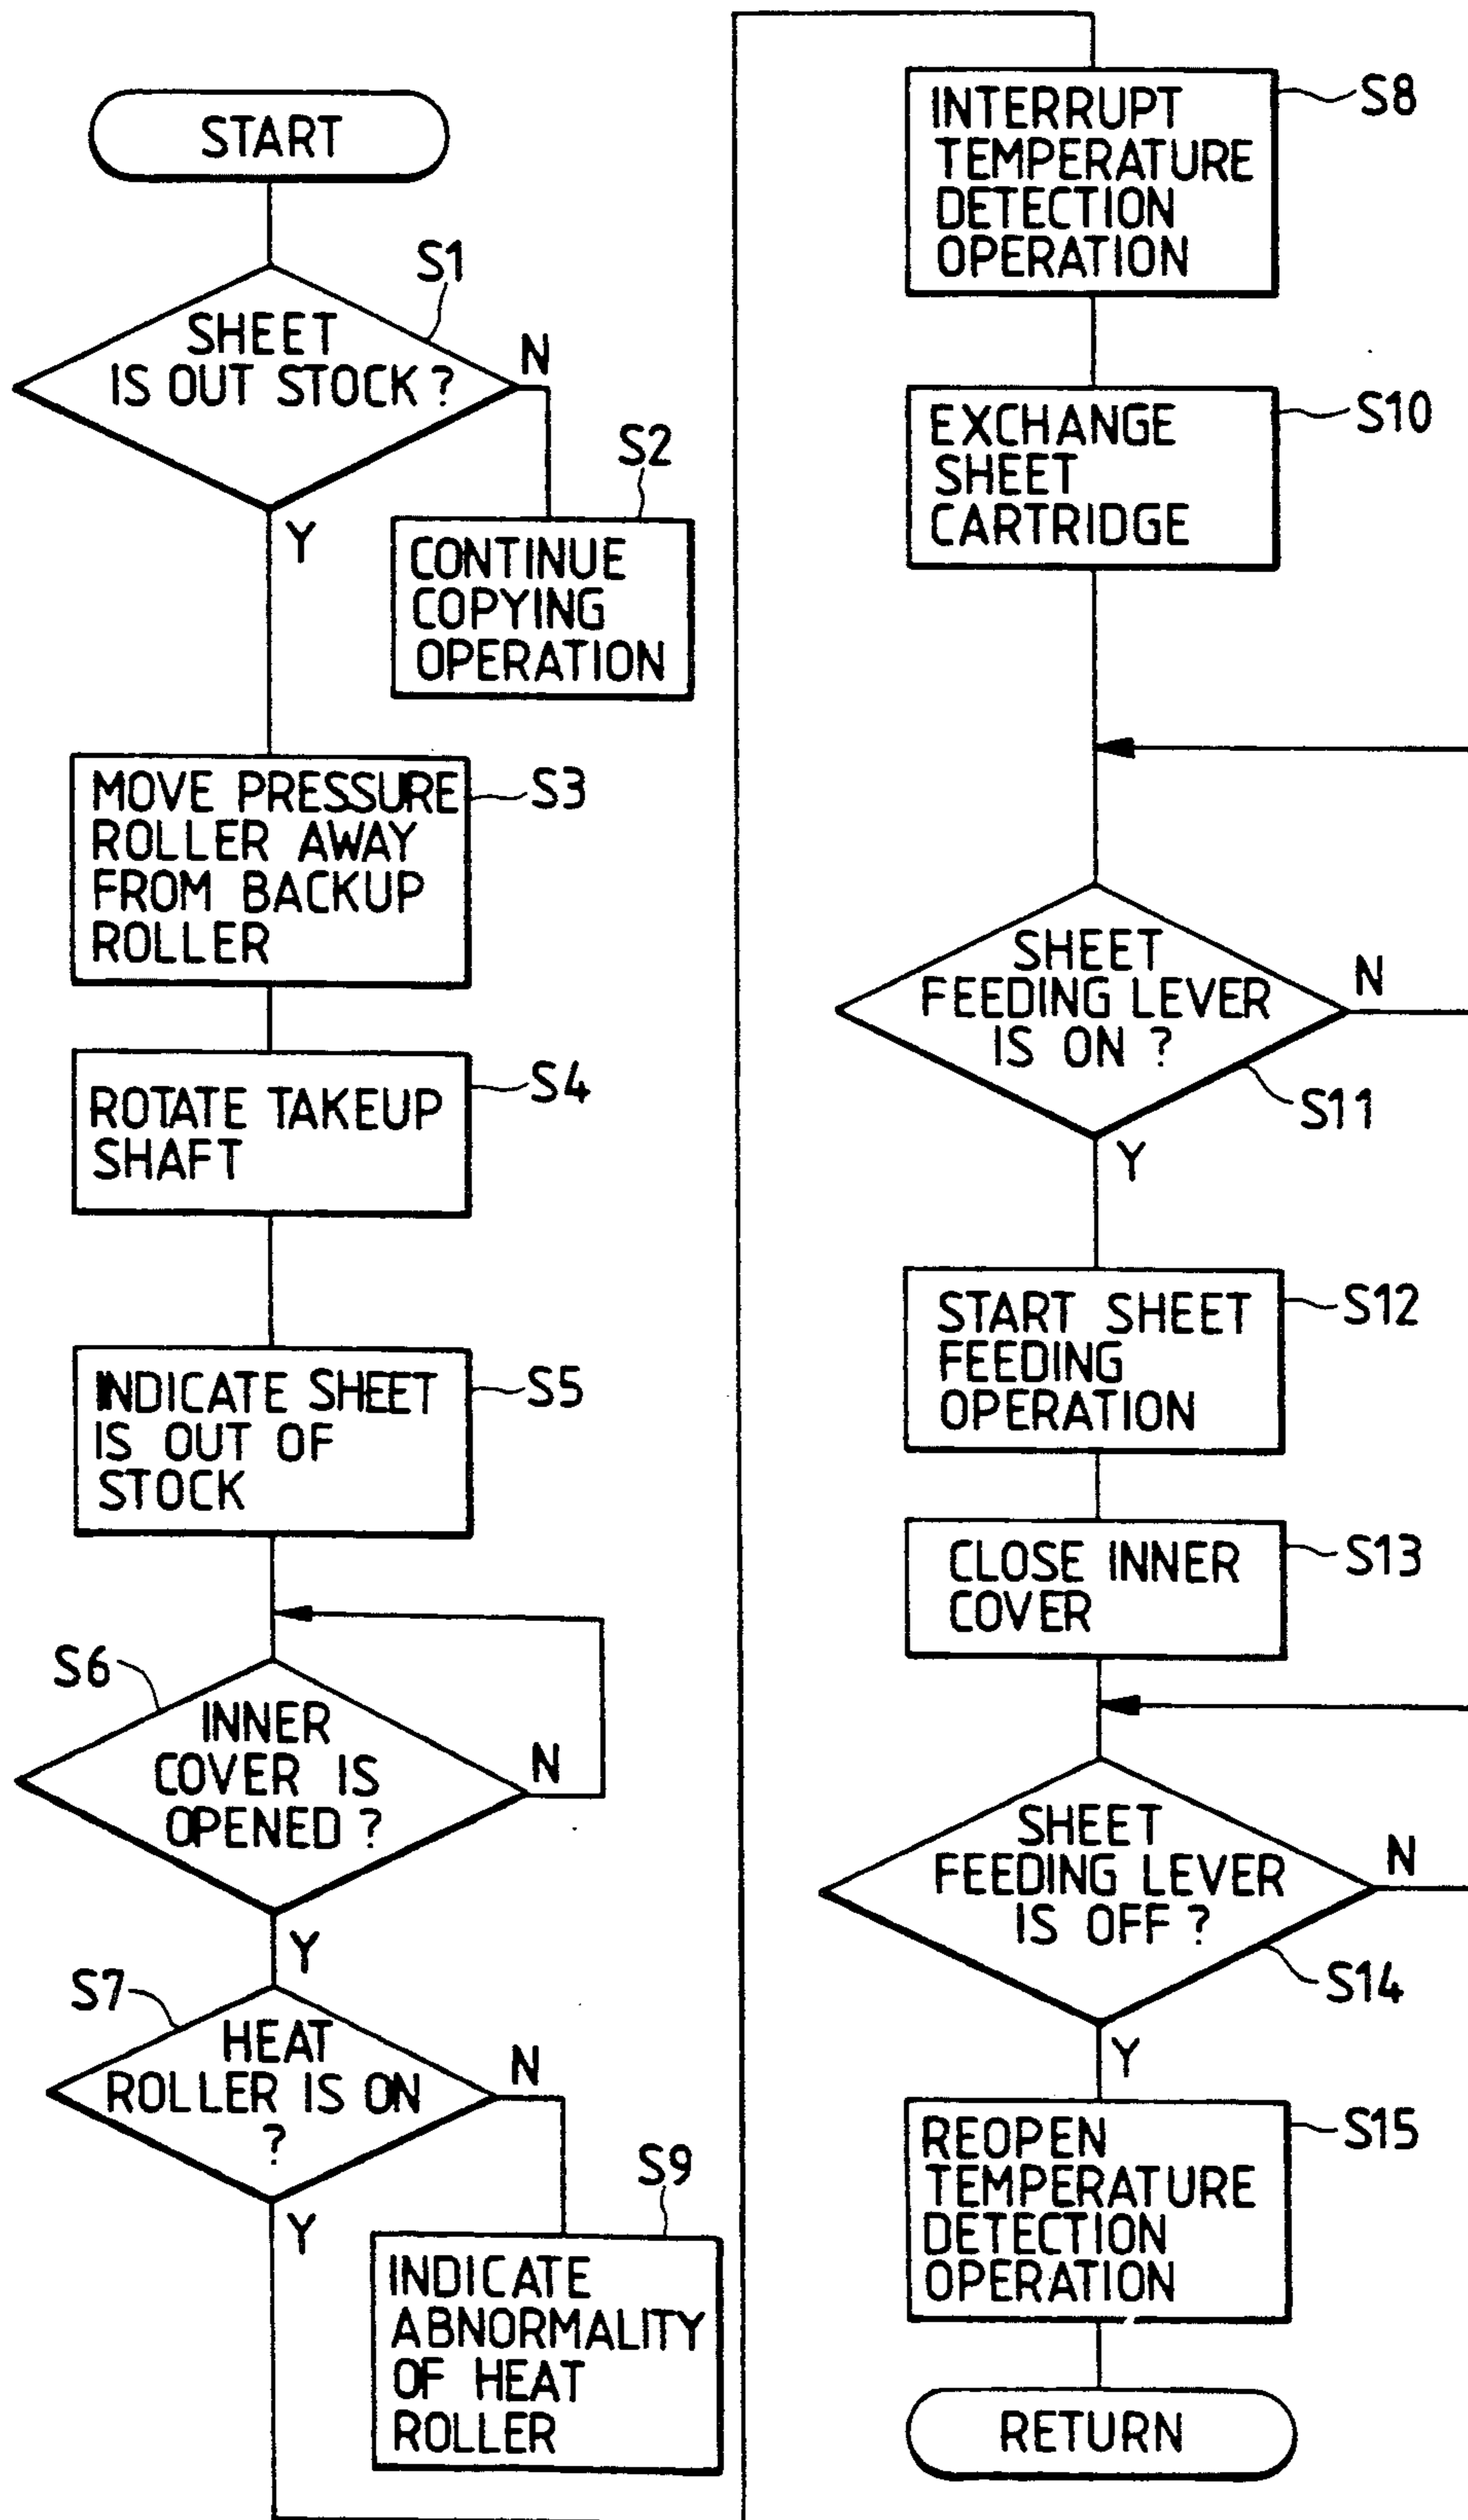 START
S1
SHEET
IS OUT STOCK ?
N
Y
S2
CONTINUE
COPYING
OPERATION
MOVE PRESSURE
ROLLER AWAY
FROM BACKUP
ROLLER
S3
ROTATE TAKEUP
SHAFT
S4
INDICATE SHEET
IS OUT OF
STOCK
S5
S6
INNER
COVER IS
OPENED ?
N
Y
S7
HEAT
ROLLER IS ON
?
N
Y
S9
INDICATE
ABNORMALITY
OF HEAT
ROLLER
INTERRUPT
TEMPERATURE
DETECTION
OPERATION
S8
EXCHANGE
SHEET
CARTRIDGE
S10
SHEET
FEEDING LEVER
IS ON ?
N
S11
Y
START SHEET
FEEDING
OPERATION
S12
CLOSE INNER
COVER
S13
SHEET
FEEDING LEVER
IS OFF ?
N
S14
Y
REOPEN
TEMPERATURE
DETECTION
OPERATION
S15
RETURN